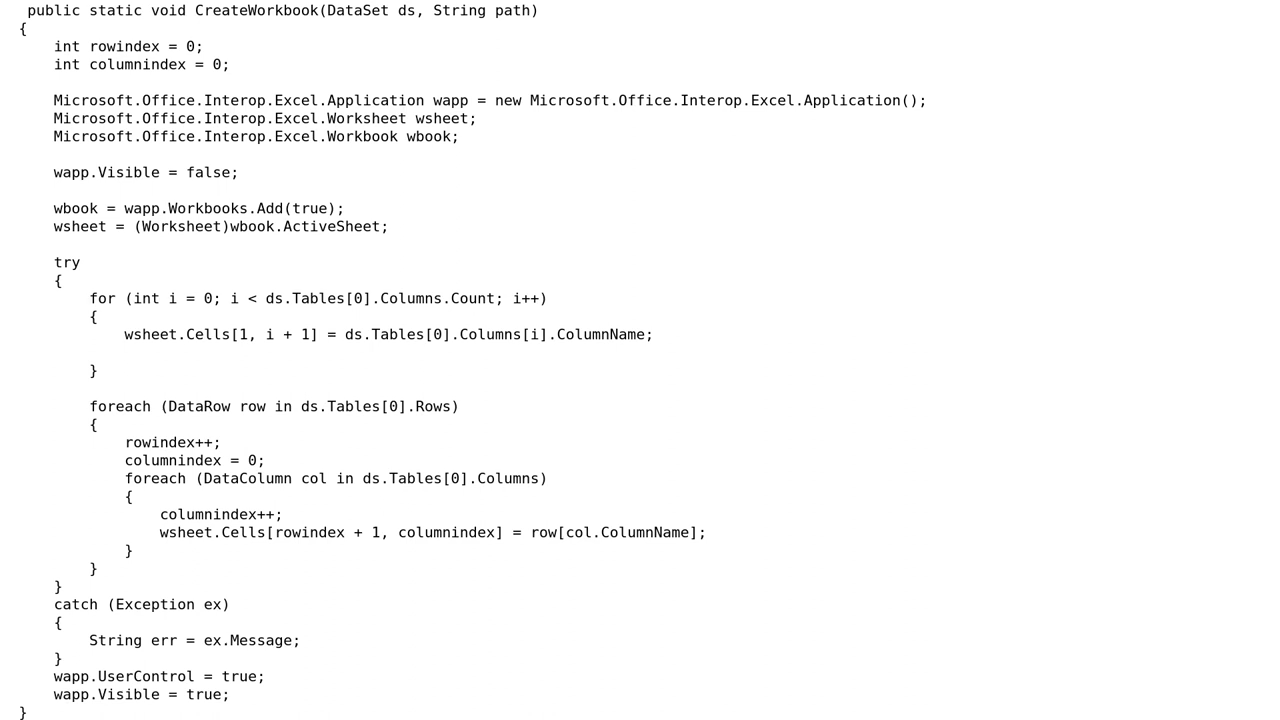 public static void CreateWorkbook(DataSet ds, String path)
{
    int rowindex = 0;
    int columnindex = 0;

    Microsoft.Office.Interop.Excel.Application wapp = new Microsoft.Office.Interop.Excel.Application();
    Microsoft.Office.Interop.Excel.Worksheet wsheet;
    Microsoft.Office.Interop.Excel.Workbook wbook;

    wapp.Visible = false;

    wbook = wapp.Workbooks.Add(true);
    wsheet = (Worksheet)wbook.ActiveSheet;

    try
    {
        for (int i = 0; i < ds.Tables[0].Columns.Count; i++)
        {
            wsheet.Cells[1, i + 1] = ds.Tables[0].Columns[i].ColumnName;

        }

        foreach (DataRow row in ds.Tables[0].Rows)
        {
            rowindex++;
            columnindex = 0;
            foreach (DataColumn col in ds.Tables[0].Columns)
            {
                columnindex++;
                wsheet.Cells[rowindex + 1, columnindex] = row[col.ColumnName];
            }
        }
    }
    catch (Exception ex)
    {
        String err = ex.Message;
    }
    wapp.UserControl = true;
    wapp.Visible = true;
}